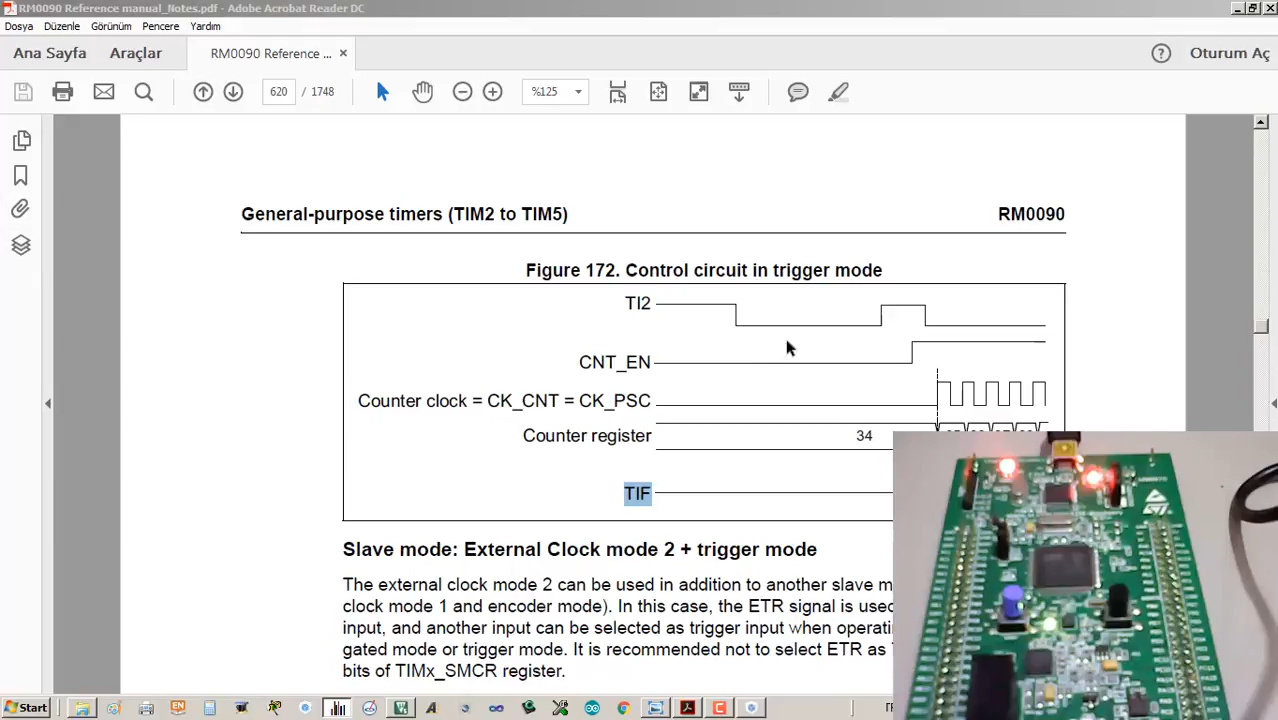 RM0090 Reference manual_Notes.pdf - Adobe Acrobat Reader DC
Dosya Düzenle Görünüm Pencere Yardım
Ana Sayfa Araçlar RM0090 Reference ... × ? Oturum Aç
620 / 1748 %125
General-purpose timers (TIM2 to TIM5) RM0090
Figure 172. Control circuit in trigger mode
TI2
CNT_EN
Counter clock = CK_CNT = CK_PSC
Counter register 34
TIF
Slave mode: External Clock mode 2 + trigger mode
The external clock mode 2 can be used in addition to another slave m
clock mode 1 and encoder mode). In this case, the ETR signal is used
input, and another input can be selected as trigger input when operati
gated mode or trigger mode. It is recommended not to select ETR as
bits of TIMx_SMCR register.
Start EN